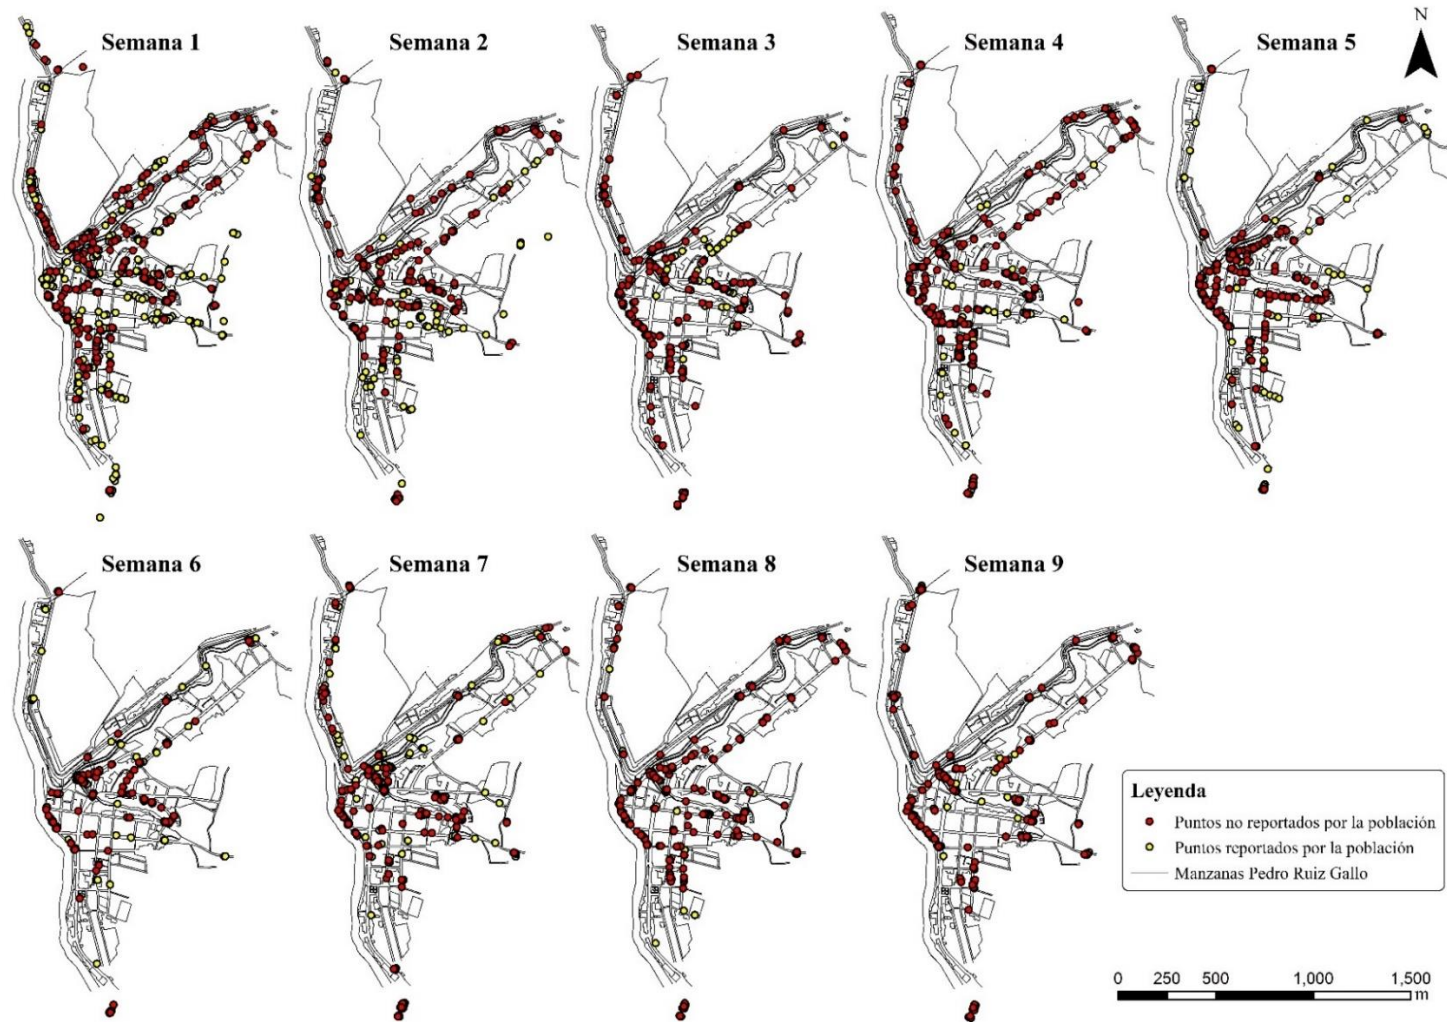 Semana 1
Semana 2
Semana 3
Semana 4
Semana 5
N
Semana 6
Semana 7
Semana 8
Semana 9
Leyenda
Puntos no reportados por la población
Puntos reportados por la población
Manzanas Pedro Ruiz Gallo
0 250 500 1,000 1,500
m